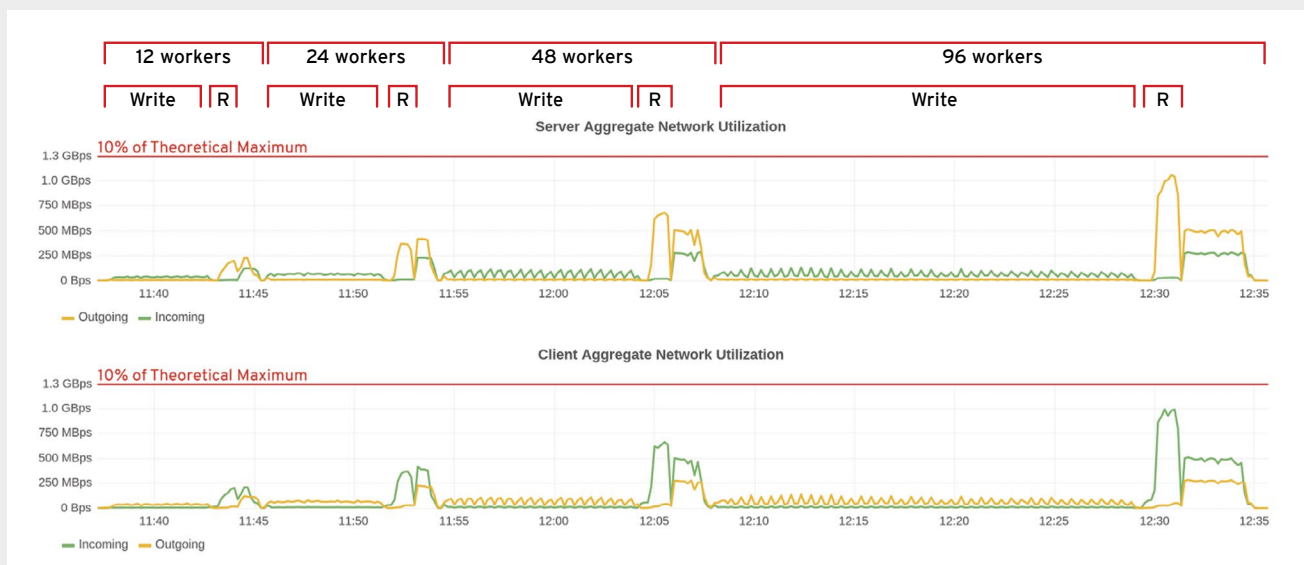 12 workers 24 workers 48 workers 96 workers
Write R Write R Write R Write R
Server Aggregate Network Utilization
10% of Theoretical Maximum
1.3 GBps
1.0 GBps
750 MBps
500 MBps
250 MBps
0 Bps
11:40 11:45 11:50 11:55 12:00 12:05 12:10 12:15 12:20 12:25 12:30 12:35
Outgoing Incoming
Client Aggregate Network Utilization
10% of Theoretical Maximum
1.3 GBps
1.0 GBps
750 MBps
500 MBps
250 MBps
0 Bps
11:40 11:45 11:50 11:55 12:00 12:05 12:10 12:15 12:20 12:25 12:30 12:35
Incoming Outgoing